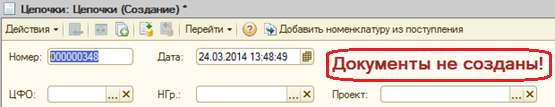 Цепочки: Цепочки (Создание) *
Действия Перейти ? Добавить номенклатуру из поступления
Номер: 000000348 Дата: 24.03.2014 13:48:49 Документы не созданы!
ЦФО: ... x НГр.: ... x Проект: ... x